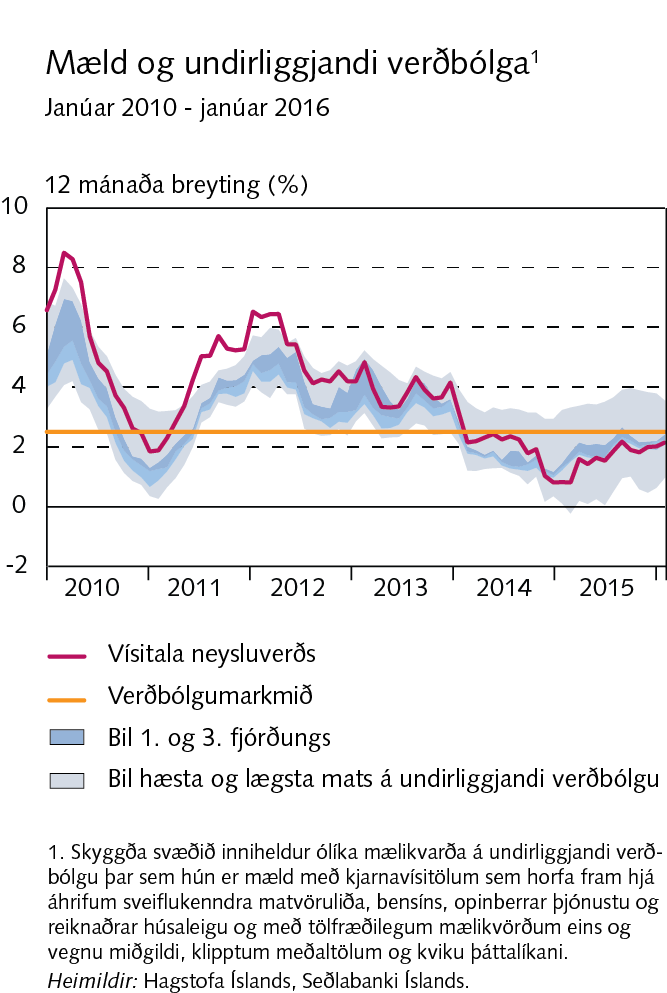 Mæld og undirliggjandi verðbólga¹
Janúar 2010 - janúar 2016
12 mánaða breyting (%)
10
8
6
4
2
0
-2
2010 2011 2012 2013 2014 2015
Vísitala neysluverðs
Verðbólgumarkmið
Bil 1. og 3. fjórðungs
Bil hæsta og lægsta mats á undirliggjandi verðbólgu
1. Skyggða svæðið inniheldur ólíka mælikvarða á undirliggjandi verð-
bólgu þar sem hún er mæld með kjarnavísitölum sem horfa fram hjá
áhrifum sveiflukenndra matvöruliða, bensíns, opinberrar þjónustu og
reiknaðrar húsaleigu og með tölfræðilegum mælikvörðum eins og
vegnu miðgildi, klipptum meðaltölum og kviku þáttalíkani.
Heimildir: Hagstofa Íslands, Seðlabanki Íslands.